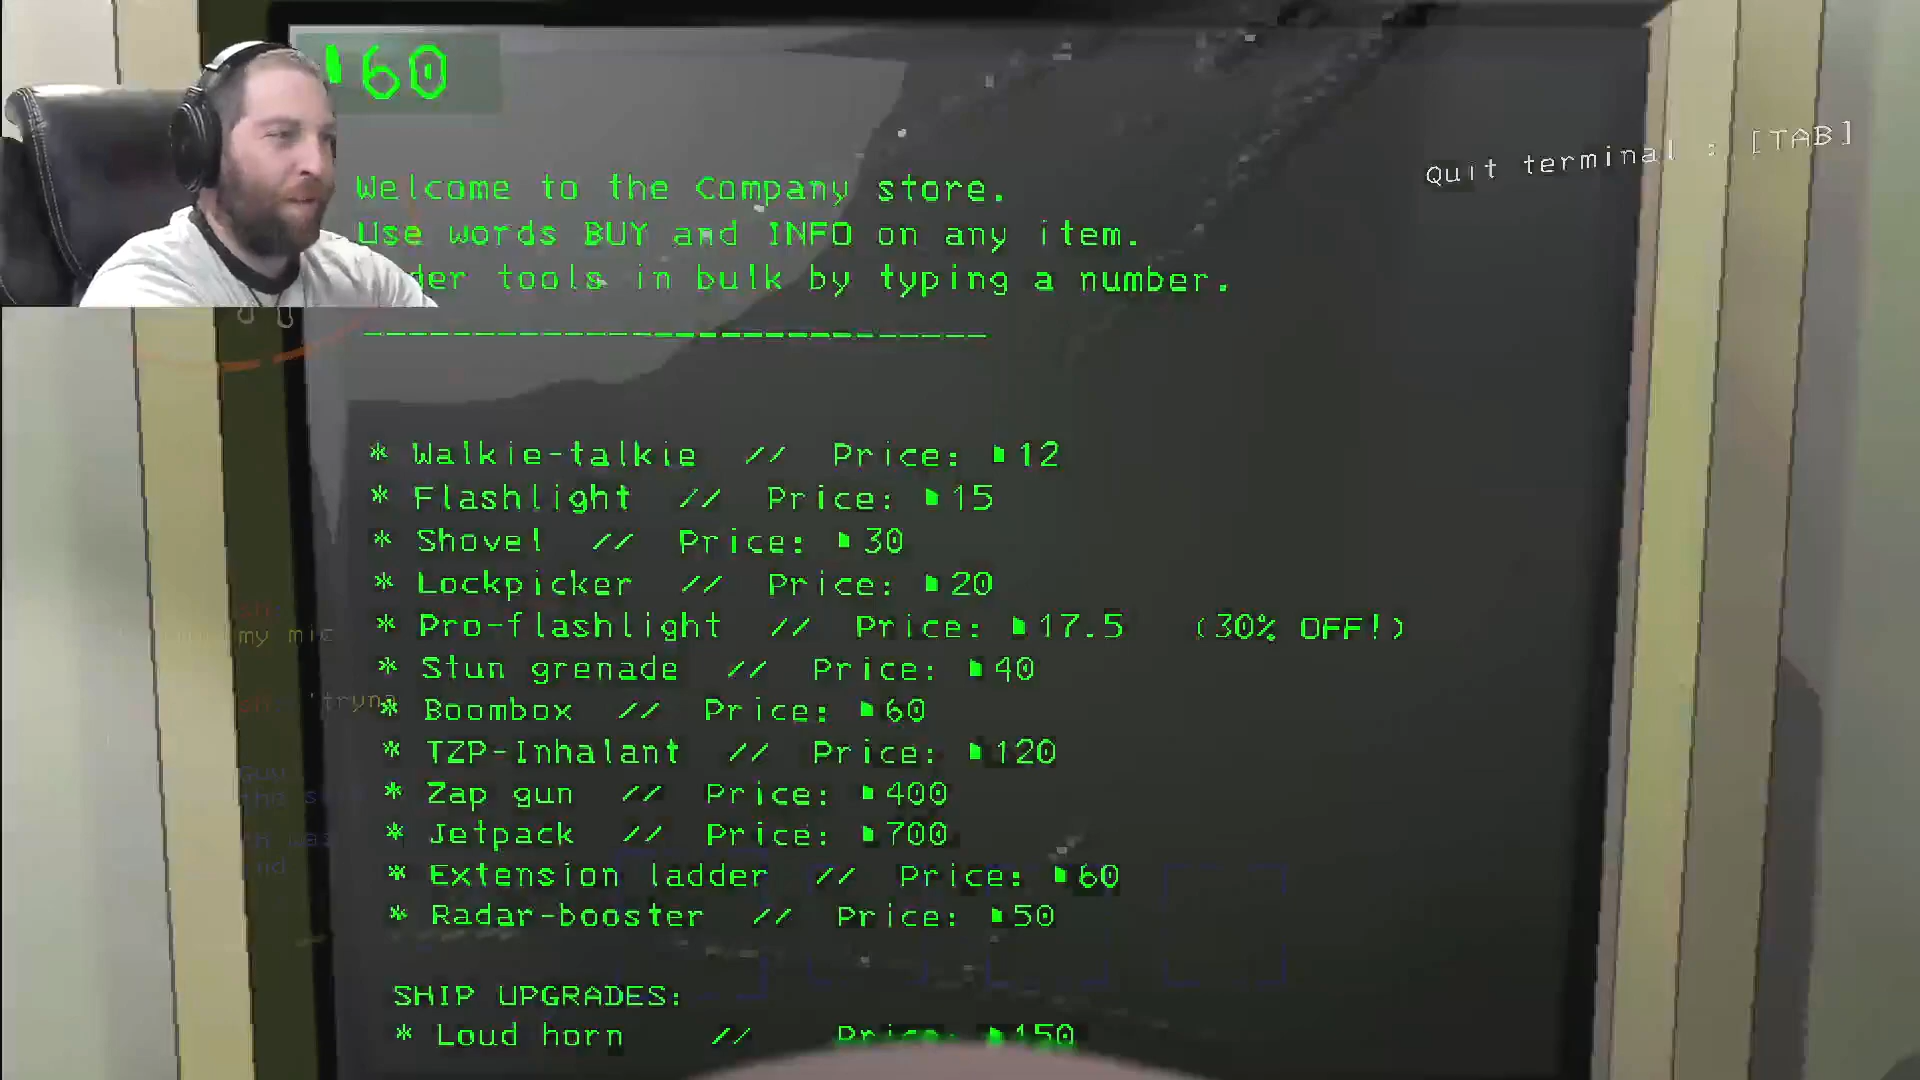 60
Quit terminal : [TAB]
Welcome to the Company store.
Use words BUY and INFO on any item.
tools in bulk by typing a number.
-----------------------------
* Walkie-talkie // Price: 12
* Flashlight // Price: 15
* Shovel // Price: 30
* Lockpicker // Price: 20
* Pro-flashlight // Price: 17.5 (30% OFF!)
my mic
* Stun grenade // Price: 40
'tryna
* Boombox // Price: 60
* TZP-Inhalant // Price: 120
* Zap gun // Price: 400
* Jetpack // Price: 700
* Extension ladder // Price: 60
* Radar-booster // Price: 50
SHIP UPGRADES:
* Loud horn // Price: 150